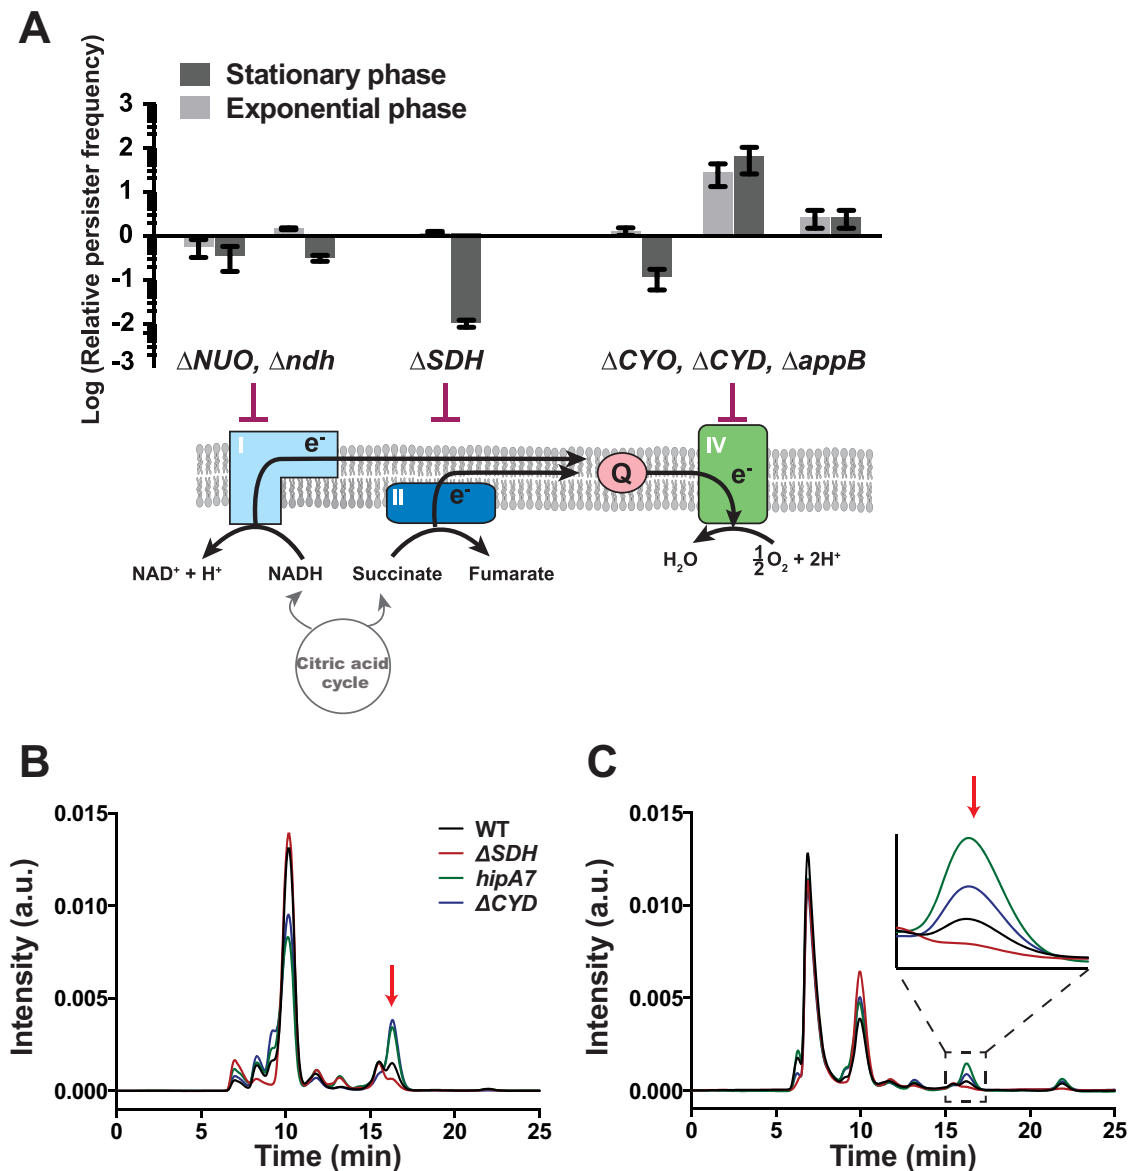 A
Log (Relative persister frequency)
Stationary phase
Exponential phase
3
2
1
0
-1
-2
-3
ΔNUO, Δndh
ΔSDH
ΔCYO, ΔCYD, ΔappB
I
e-
II
e-
Q
IV
e-
NAD+ + H+
NADH
Succinate
Fumarate
H2O
1/2 O2 + 2H+
Citric acid
cycle
B
Intensity (a.u.)
0.015
0.010
0.005
0.000
0
5
10
15
20
25
Time (min)
WT
ΔSDH
hipA7
ΔCYD
C
Intensity (a.u.)
0.015
0.010
0.005
0.000
0
5
10
15
20
25
Time (min)